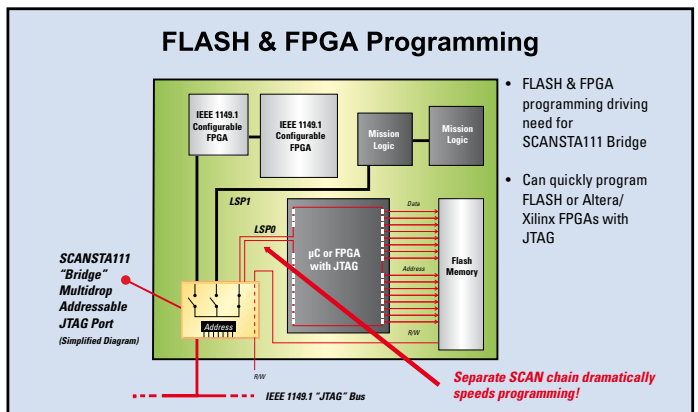 FLASH & FPGA Programming
IEEE 1149.1
Configurable
FPGA
IEEE 1149.1
Configurable
FPGA
Mission
Logic
Mission
Logic
• FLASH & FPGA
programming driving
need for
SCANSTA111 Bridge
• Can quickly program
FLASH or Altera/
Xilinx FPGAs with
JTAG
LSP1
LSP0
µC or FPGA
with JTAG
Data
Address
R/W
Flash
Memory
SCANSTA111
"Bridge"
Multidrop
Addressable
JTAG Port
(Simplified Diagram)
Address
R/W
IEEE 1149.1 "JTAG" Bus
Separate SCAN chain dramatically
speeds programming!